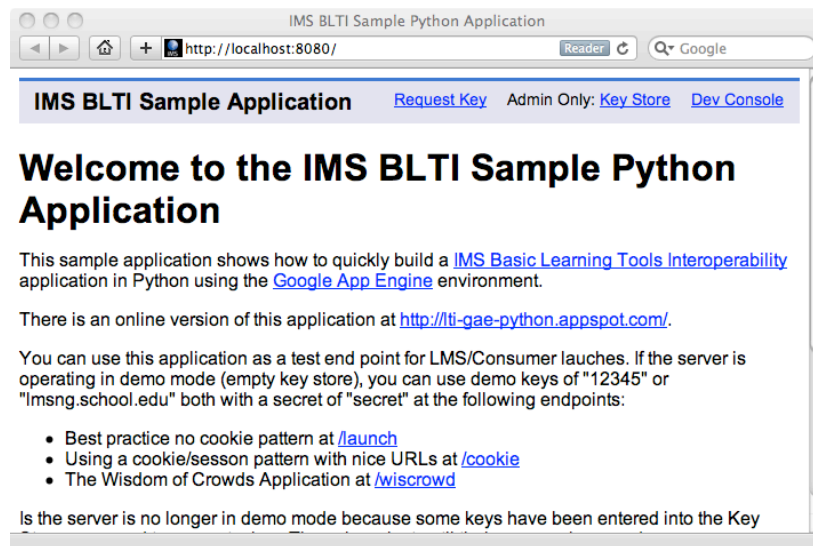 IMS BLTI Sample Python Application
http://localhost:8080/ Reader Google
IMS BLTI Sample Application Request Key Admin Only: Key Store Dev Console
Welcome to the IMS BLTI Sample Python
Application
This sample application shows how to quickly build a IMS Basic Learning Tools Interoperability
application in Python using the Google App Engine environment.
There is an online version of this application at http://lti-gae-python.appspot.com/.
You can use this application as a test end point for LMS/Consumer lauches. If the server is
operating in demo mode (empty key store), you can use demo keys of "12345" or
"lmsng.school.edu" both with a secret of "secret" at the following endpoints:
• Best practice no cookie pattern at /launch
• Using a cookie/sesson pattern with nice URLs at /cookie
• The Wisdom of Crowds Application at /wiscrowd
Is the server is no longer in demo mode because some keys have been entered into the Key